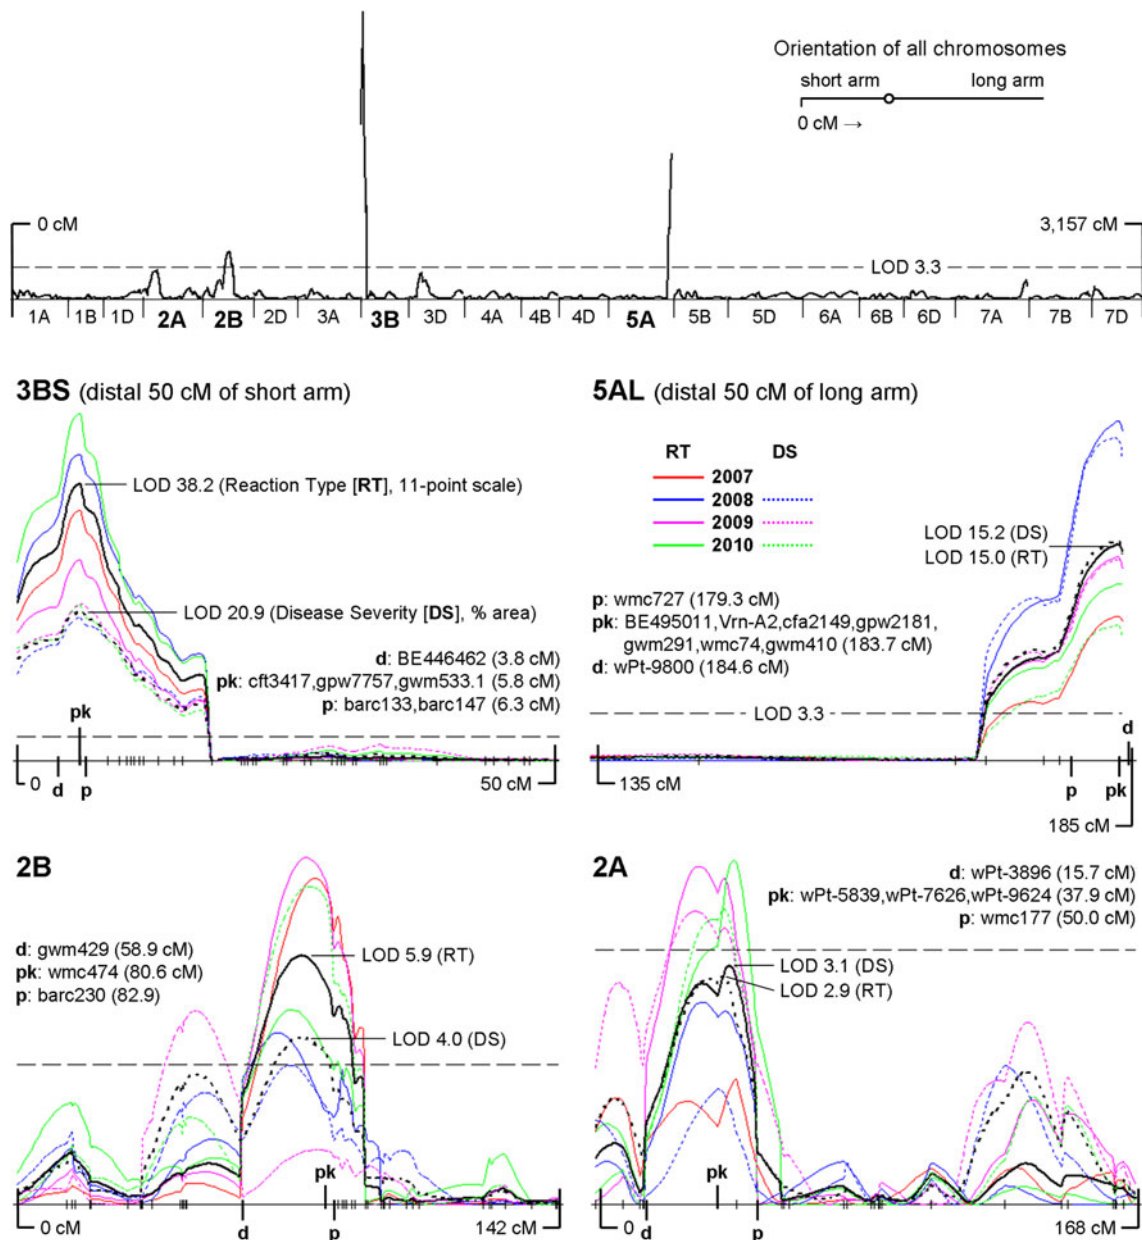 Orientation of all chromosomes
short arm long arm
0 cM →
0 cM 3,157 cM
LOD 3.3
1A 1B 1D 2A 2B 2D 3A 3B 3D 4A 4B 4D 5A 5B 5D 6A 6B 6D 7A 7B 7D
3BS (distal 50 cM of short arm)
LOD 38.2 (Reaction Type [RT], 11-point scale)
LOD 20.9 (Disease Severity [DS], % area)
d: BE446462 (3.8 cM)
pk: cft3417,gpw7757,gwm533.1 (5.8 cM)
p: barc133,barc147 (6.3 cM)
pk
0 50 cM
d p
5AL (distal 50 cM of long arm)
RT DS
2007
2008
2009
2010
LOD 15.2 (DS)
LOD 15.0 (RT)
p: wmc727 (179.3 cM)
pk: BE495011,Vrn-A2,cfa2149,gpw2181,
gwm291,wmc74,gwm410 (183.7 cM)
d: wPt-9800 (184.6 cM)
LOD 3.3
d
135 cM
p pk
185 cM
2B
d: gwm429 (58.9 cM)
pk: wmc474 (80.6 cM)
p: barc230 (82.9)
LOD 5.9 (RT)
LOD 4.0 (DS)
pk
0 cM 142 cM
d p
2A
d: wPt-3896 (15.7 cM)
pk: wPt-5839,wPt-7626,wPt-9624 (37.9 cM)
p: wmc177 (50.0 cM)
LOD 3.1 (DS)
LOD 2.9 (RT)
pk
0 168 cM
d p